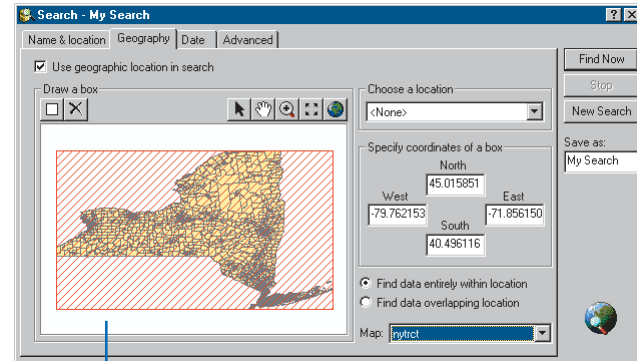 Search - My Search
Name & location Geography Date Advanced
Use geographic location in search
Draw a box
Choose a location
<None>
Specify coordinates of a box
North
45.015851
West East
-79.762153 -71.856150
South
40.496116
Find data entirely within location
Find data overlapping location
Map: nytrct
Find Now
Stop
New Search
Save as:
My Search